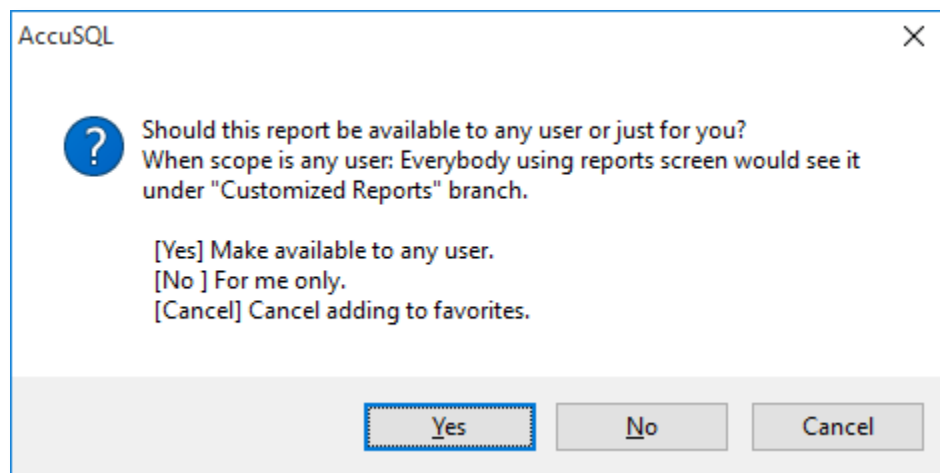 AccuSQL
Should this report be available to any user or just for you?
When scope is any user: Everybody using reports screen would see it
under "Customized Reports" branch.
[Yes] Make available to any user.
[No ] For me only.
[Cancel] Cancel adding to favorites.
Yes No Cancel